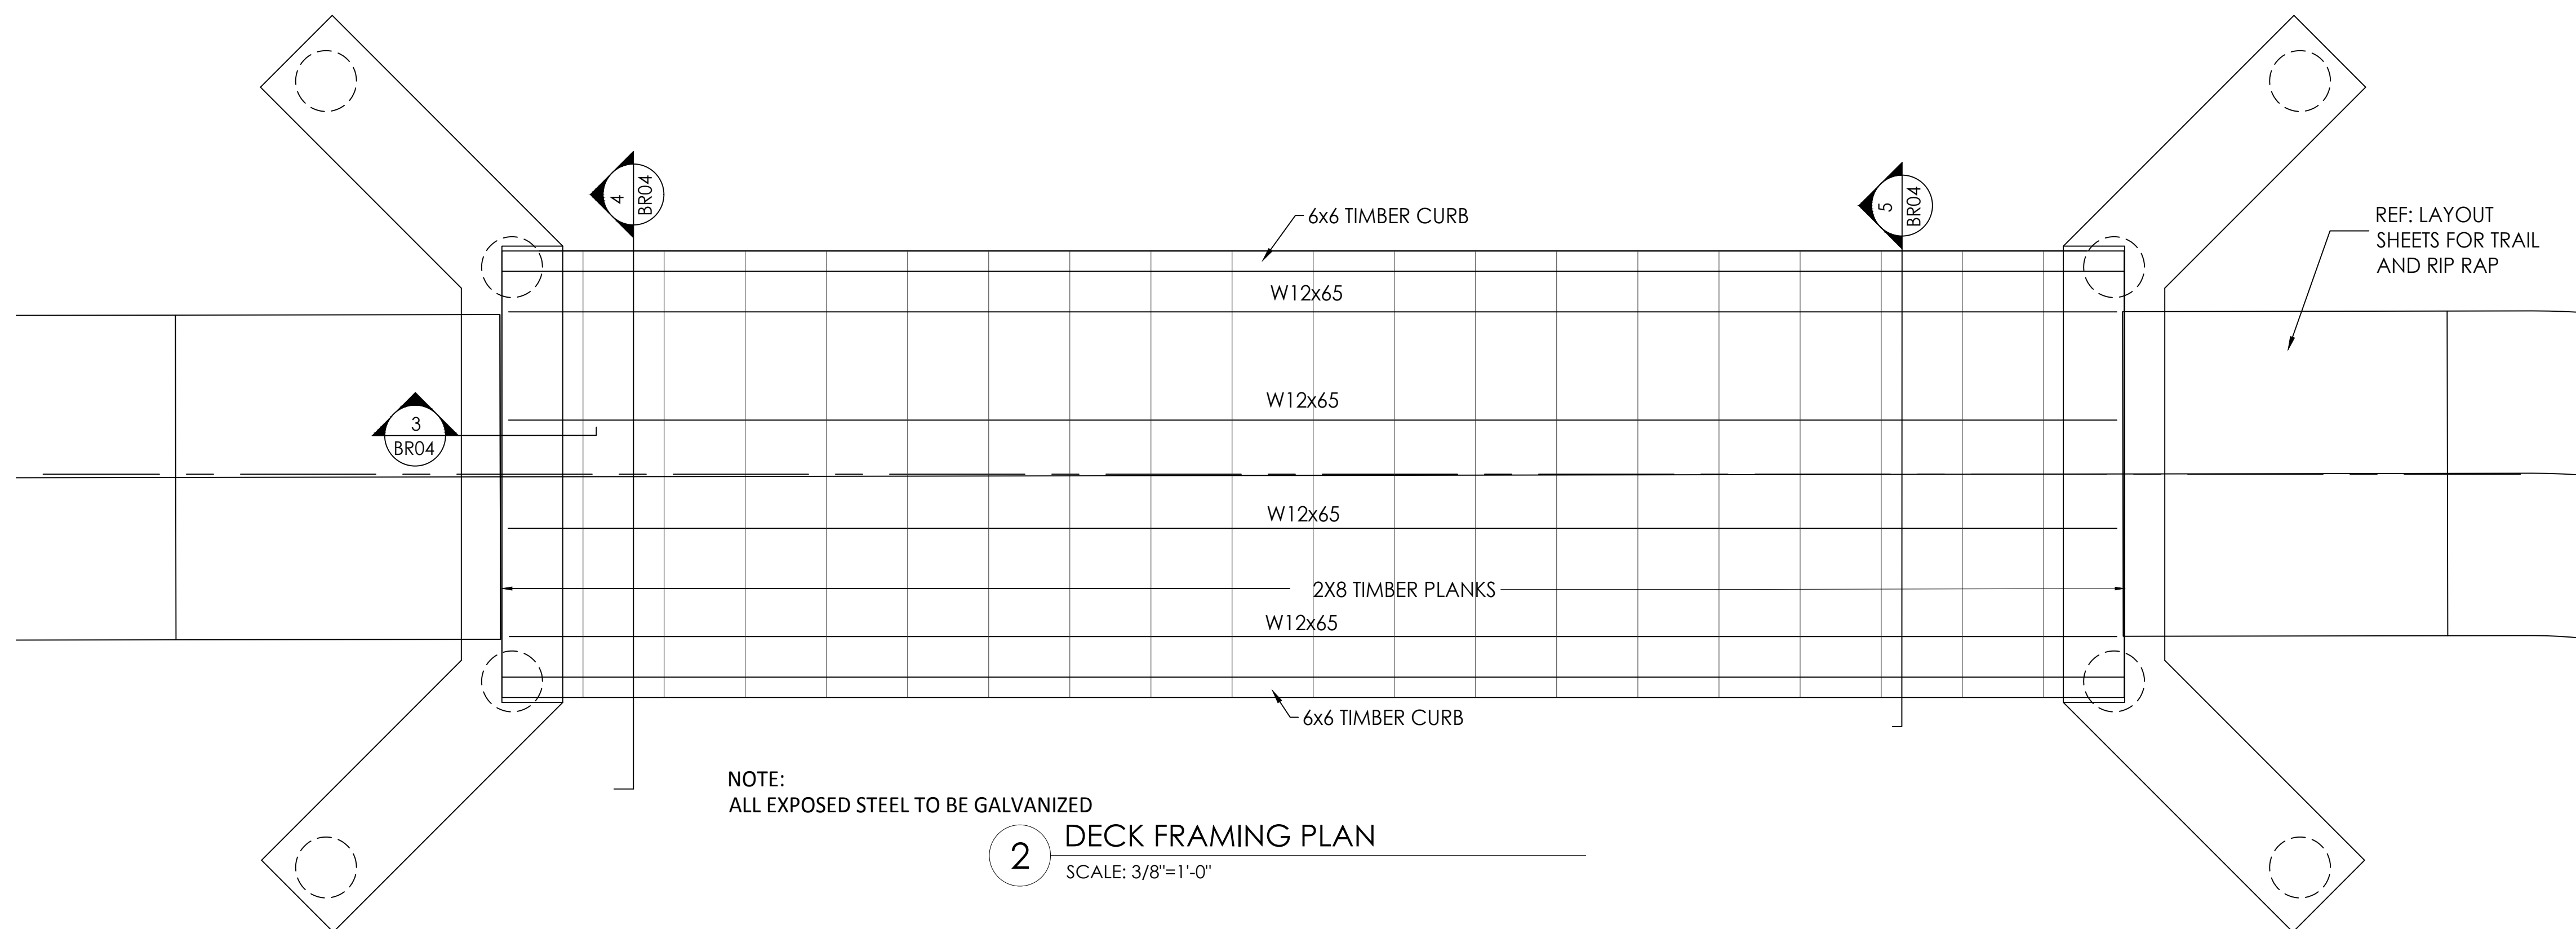 4
BR04
5
BR04
6x6 TIMBER CURB
REF: LAYOUT
SHEETS FOR TRAIL
AND RIP RAP
W12x65
W12x65
3
BR04
W12x65
2X8 TIMBER PLANKS
W12x65
6x6 TIMBER CURB
NOTE:
ALL EXPOSED STEEL TO BE GALVANIZED
2
DECK FRAMING PLAN
SCALE: 3/8"=1'-0"